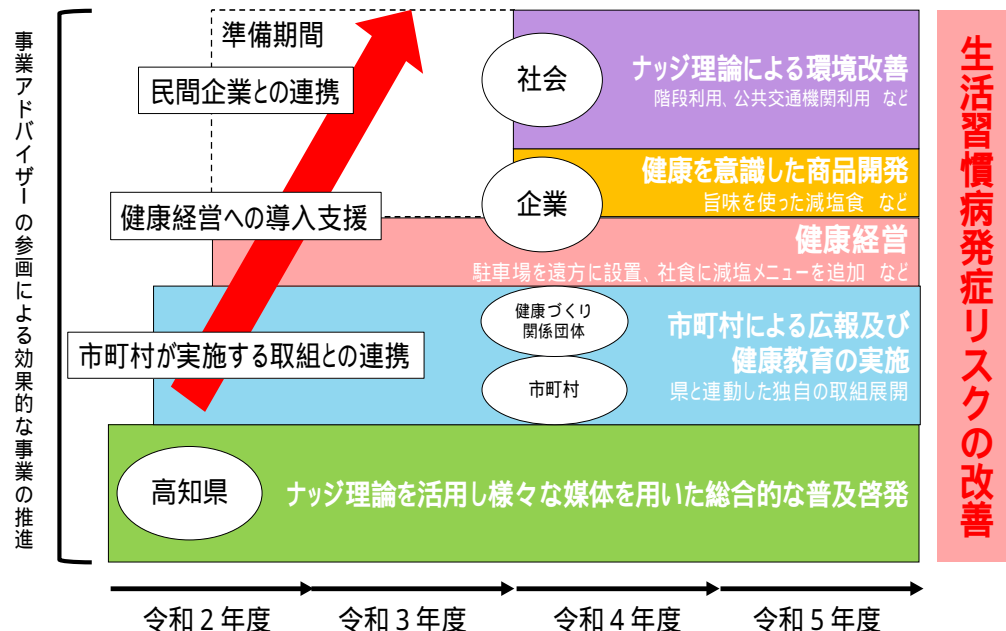 事業アドバイザーの参画による効果的な事業の推進
準備期間
民間企業との連携
社会
ナッジ理論による環境改善
階段利用、公共交通機関利用 など
健康経営への導入支援
企業
健康を意識した商品開発
旨味を使った減塩食 など
健康経営
駐車場を遠方に設置、社食に減塩メニューを追加 など
市町村が実施する取組との連携
健康づくり
関係団体
市町村
市町村による広報及び
健康教育の実施
県と連動した独自の取組展開
高知県
ナッジ理論を活用し様々な媒体を用いた総合的な普及啓発
生活習慣病発症リスクの改善
令和2年度
令和3年度
令和4年度
令和5年度